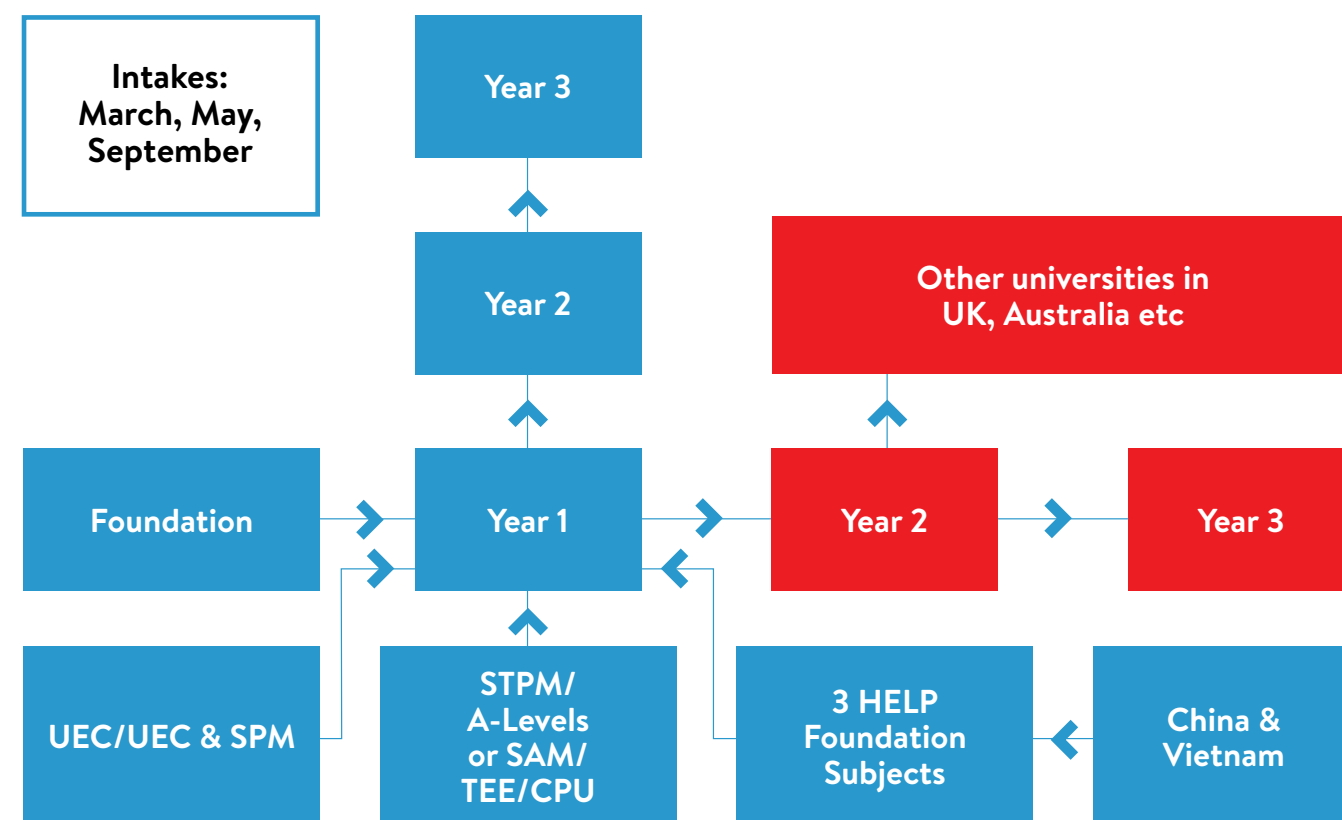 Intakes:
March, May,
September
Year 3
Year 2
Other universities in
UK, Australia etc
Foundation
Year 1
Year 2
Year 3
UEC/UEC & SPM
STPM/
A-Levels
or SAM/
TEE/CPU
3 HELP
Foundation
Subjects
China &
Vietnam